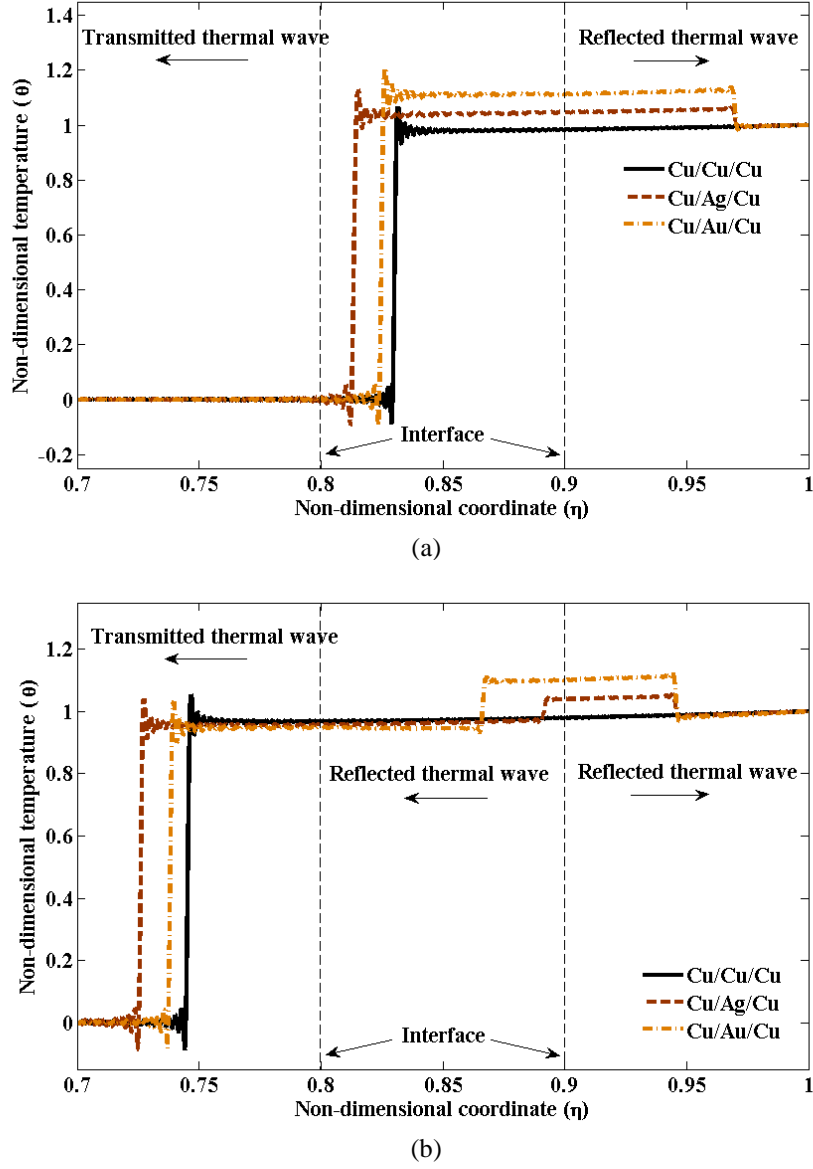 1.4
Transmitted thermal wave
Reflected thermal wave
1.2
1
0.8
0.6
0.4
0.2
0
-0.2
Non-dimensional temperature (θ)
Cu/Cu/Cu
Cu/Ag/Cu
Cu/Au/Cu
Interface
0.7 0.75 0.8 0.85 0.9 0.95 1
Non-dimensional coordinate (η)
(a)
1.2
Transmitted thermal wave
1
0.8
0.6
0.4
0.2
0
Non-dimensional temperature (θ)
Reflected thermal wave
Reflected thermal wave
Cu/Cu/Cu
Cu/Ag/Cu
Cu/Au/Cu
Interface
0.7 0.75 0.8 0.85 0.9 0.95 1
Non-dimensional coordinate (η)
(b)